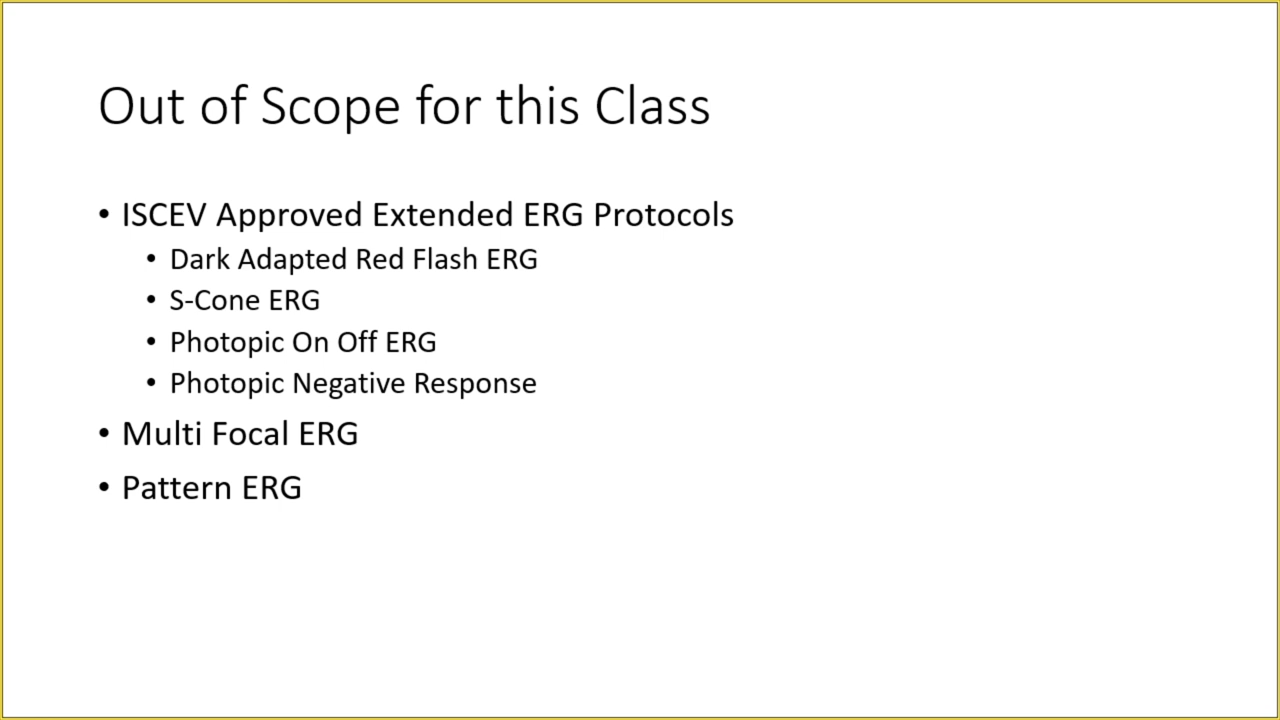 Out of Scope for this Class
• ISCEV Approved Extended ERG Protocols
• Dark Adapted Red Flash ERG
• S-Cone ERG
• Photopic On Off ERG
• Photopic Negative Response
• Multi Focal ERG
• Pattern ERG